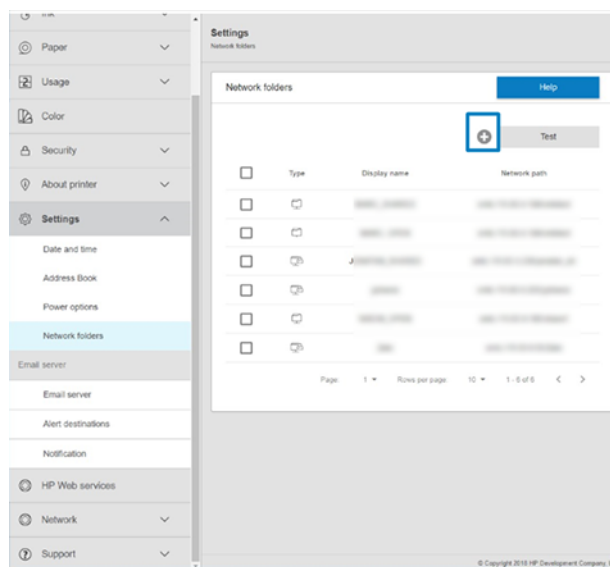 Settings
Network folders
Paper
Usage
Color
Security
About printer
Settings
Date and time
Address Book
Power options
Network folders
Email server
Email server
Alert destinations
Notification
HP Web services
Network
Support
Network folders
Help
Test
Type Display name Network path
Page: 1 Rows per page: 10 1 - 6 of 6 < >
© Copyright 2018 HP Development Company,